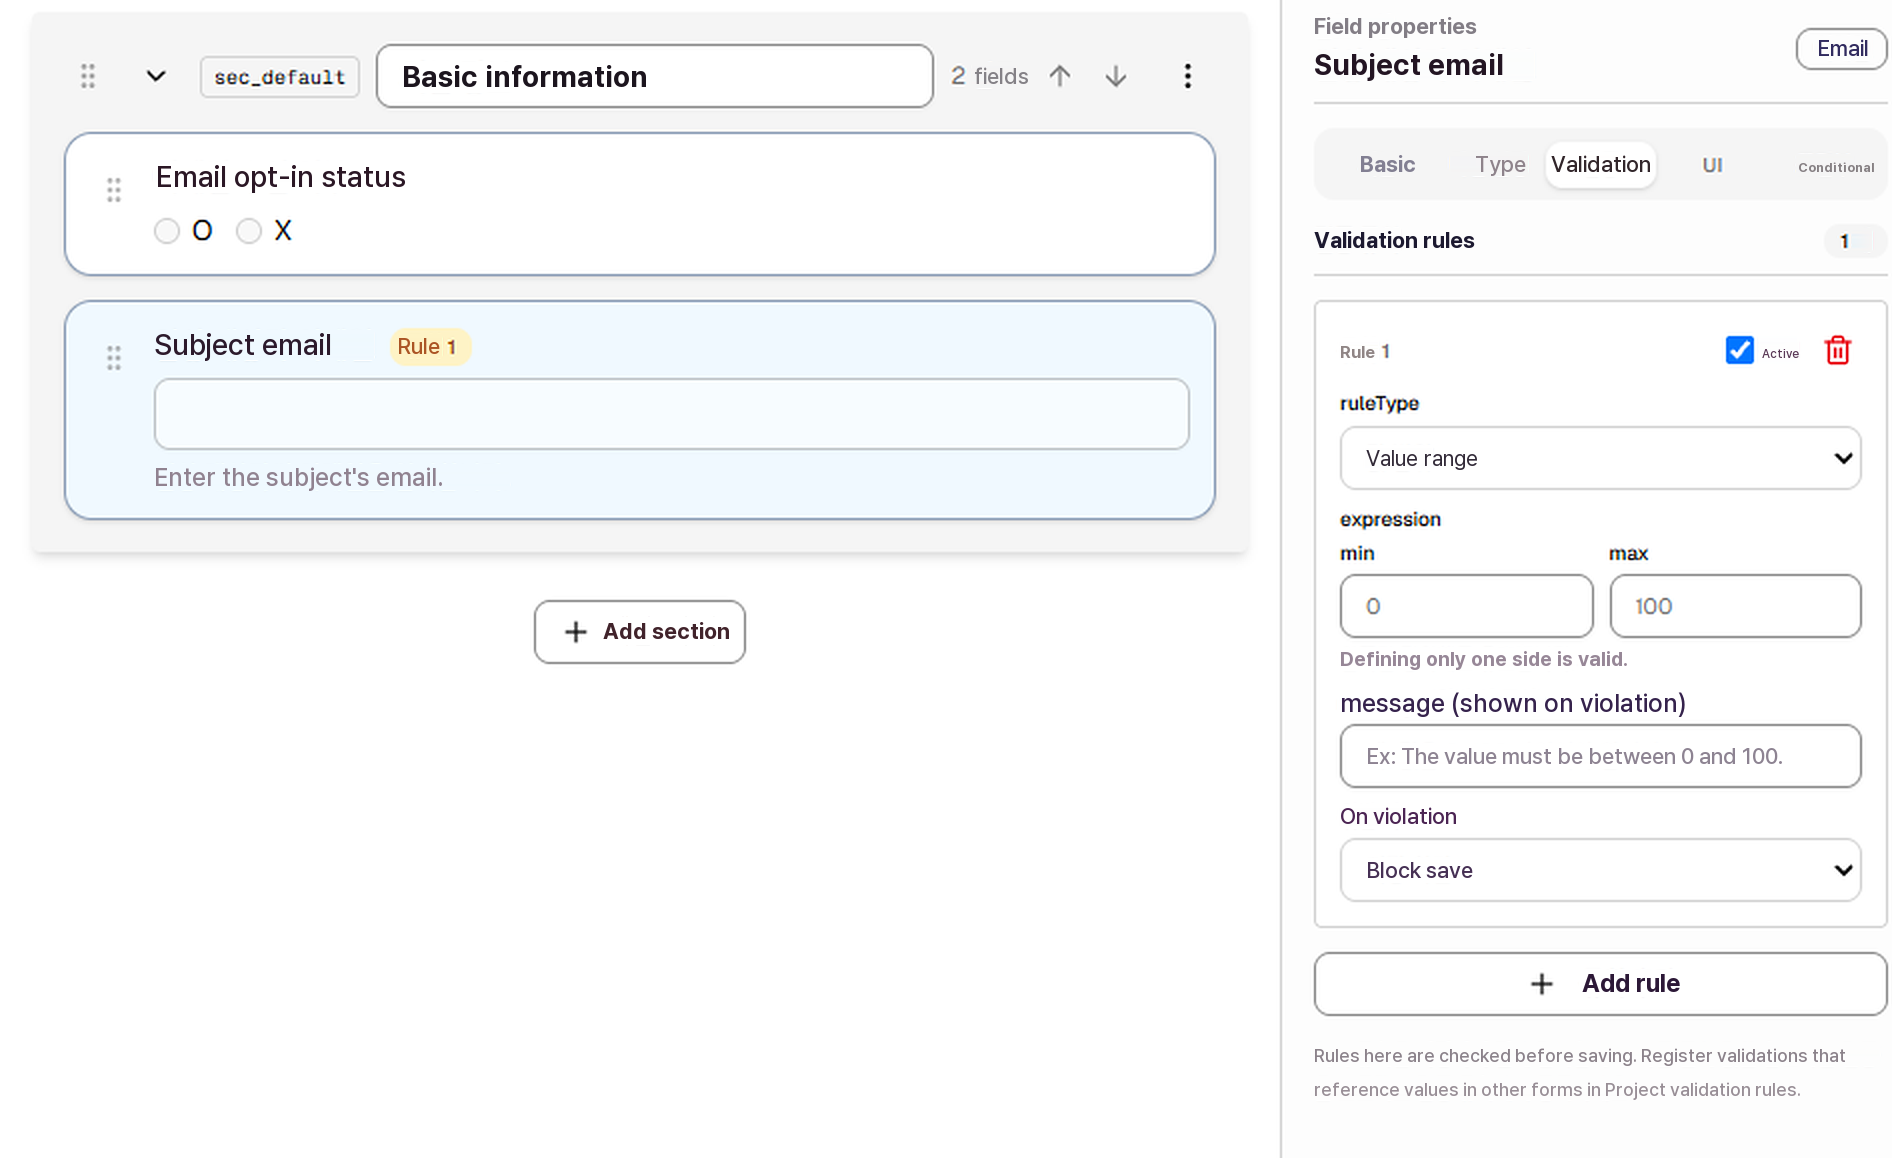 sec_default
Basic information
2 fields
Email opt-in status
O X
Subject email
Rule 1
Enter the subject's email.
Add section
Field properties
Subject email
Email
Basic
Type
Validation
UI
Conditional
Validation rules
1
Rule 1
Active
ruleType
Value range
expression
min
max
0
100
Defining only one side is valid.
message (shown on violation)
Ex: The value must be between 0 and 100.
On violation
Block save
Add rule
Rules here are checked before saving. Register validations that
reference values in other forms in Project validation rules.